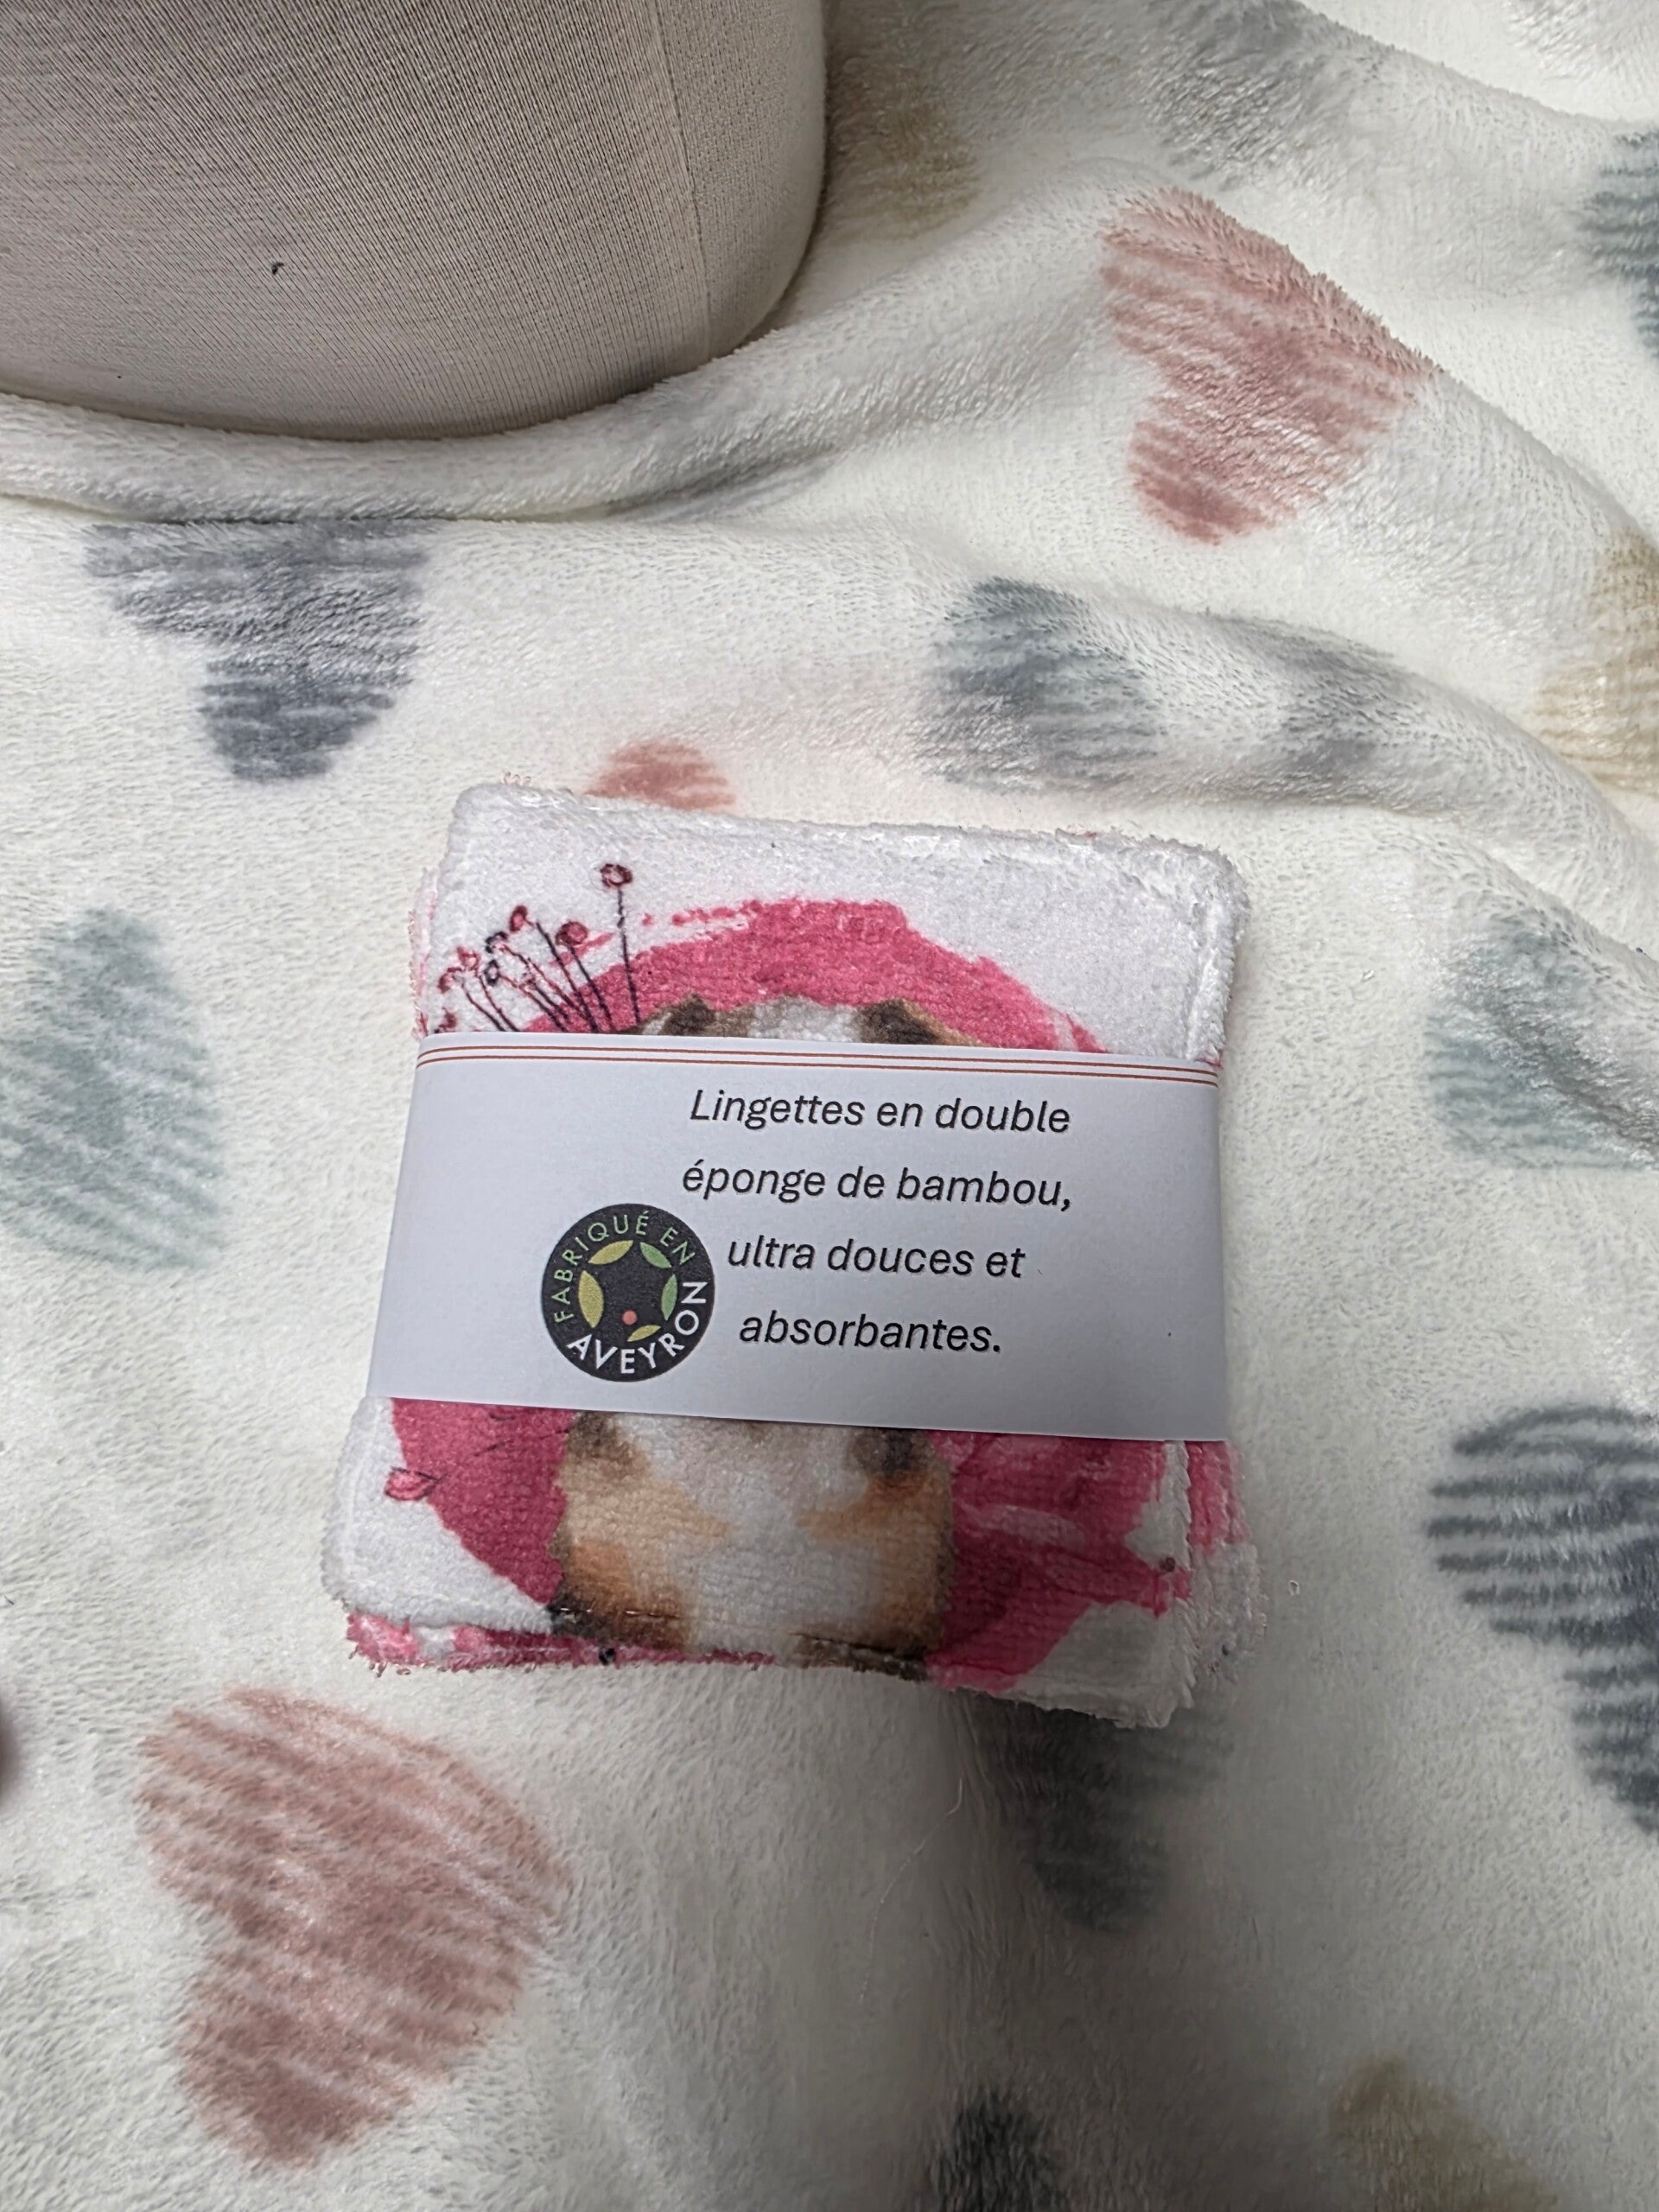 Lingettes en double
éponge de bambou,
ultra douces et
absorbantes.
FABRIQUÉ EN
AVEYRON